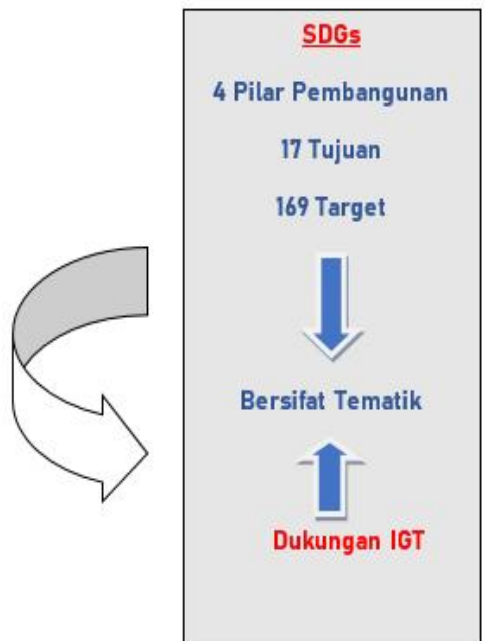 SDGs
4 Pilar Pembangunan
17 Tujuan
169 Target
Bersifat Tematik
Dukungan IGT